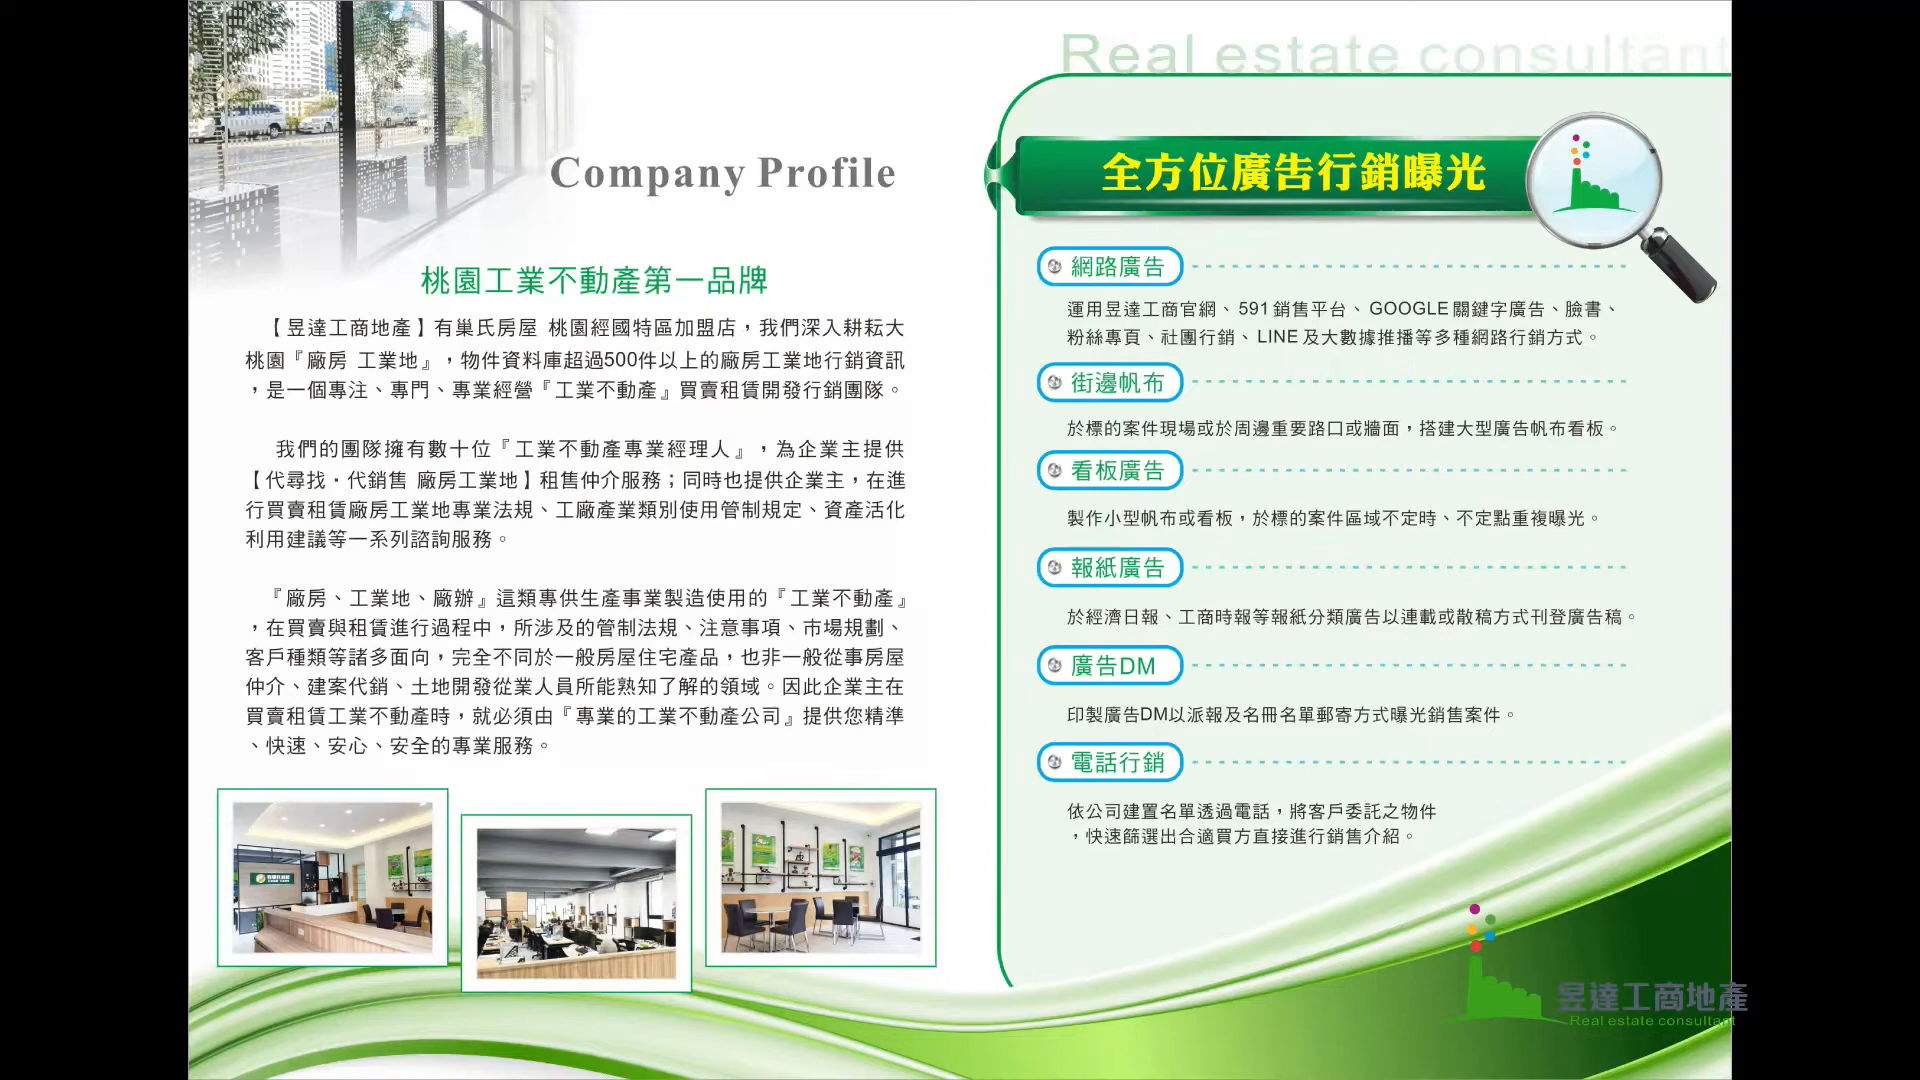 Company Profile
桃園工業不動產第一品牌
【昱達工商地產】有巢氏房屋 桃園經國特區加盟店，我們深入耕耘大
桃園『廠房 工業地』，物件資料庫超過500件以上的廠房工業地行銷資訊
，是一個專注、專門、專業經營『工業不動產』買賣租賃開發行銷團隊。
我們的團隊擁有數十位『工業不動產專業經理人』，為企業主提供
【代尋找・代銷售 廠房工業地】租售仲介服務；同時也提供企業主，在進
行買賣租賃廠房工業地專業法規、工廠產業類別使用管制規定、資產活化
利用建議等一系列諮詢服務。
『廠房、工業地、廠辦』這類專供生產事業製造使用的『工業不動產』
，在買賣與租賃進行過程中，所涉及的管制法規、注意事項、市場規劃、
客戶種類等諸多面向，完全不同於一般房屋住宅產品，也非一般從事房屋
仲介、建案代銷、土地開發從業人員所能熟知了解的領域。因此企業主在
買賣租賃工業不動產時，就必須由『專業的工業不動產公司』提供您精準
、快速、安心、安全的專業服務。
Real estate consultant
全方位廣告行銷曝光
網路廣告
運用昱達工商官網、591銷售平台、GOOGLE關鍵字廣告、臉書、
粉絲專頁、社團行銷、LINE及大數據推播等多種網路行銷方式。
街邊帆布
於標的案件現場或於周邊重要路口或牆面，搭建大型廣告帆布看板。
看板廣告
製作小型帆布或看板，於標的案件區域不定時、不定點重複曝光。
報紙廣告
於經濟日報、工商時報等報紙分類廣告以連載或散稿方式刊登廣告稿。
廣告DM
印製廣告DM以派報及名冊名單郵寄方式曝光銷售案件。
電話行銷
依公司建置名單透過電話，將客戶委託之物件
，快速篩選出合適買方直接進行銷售介紹。
昱達工商地產
Real estate consultant